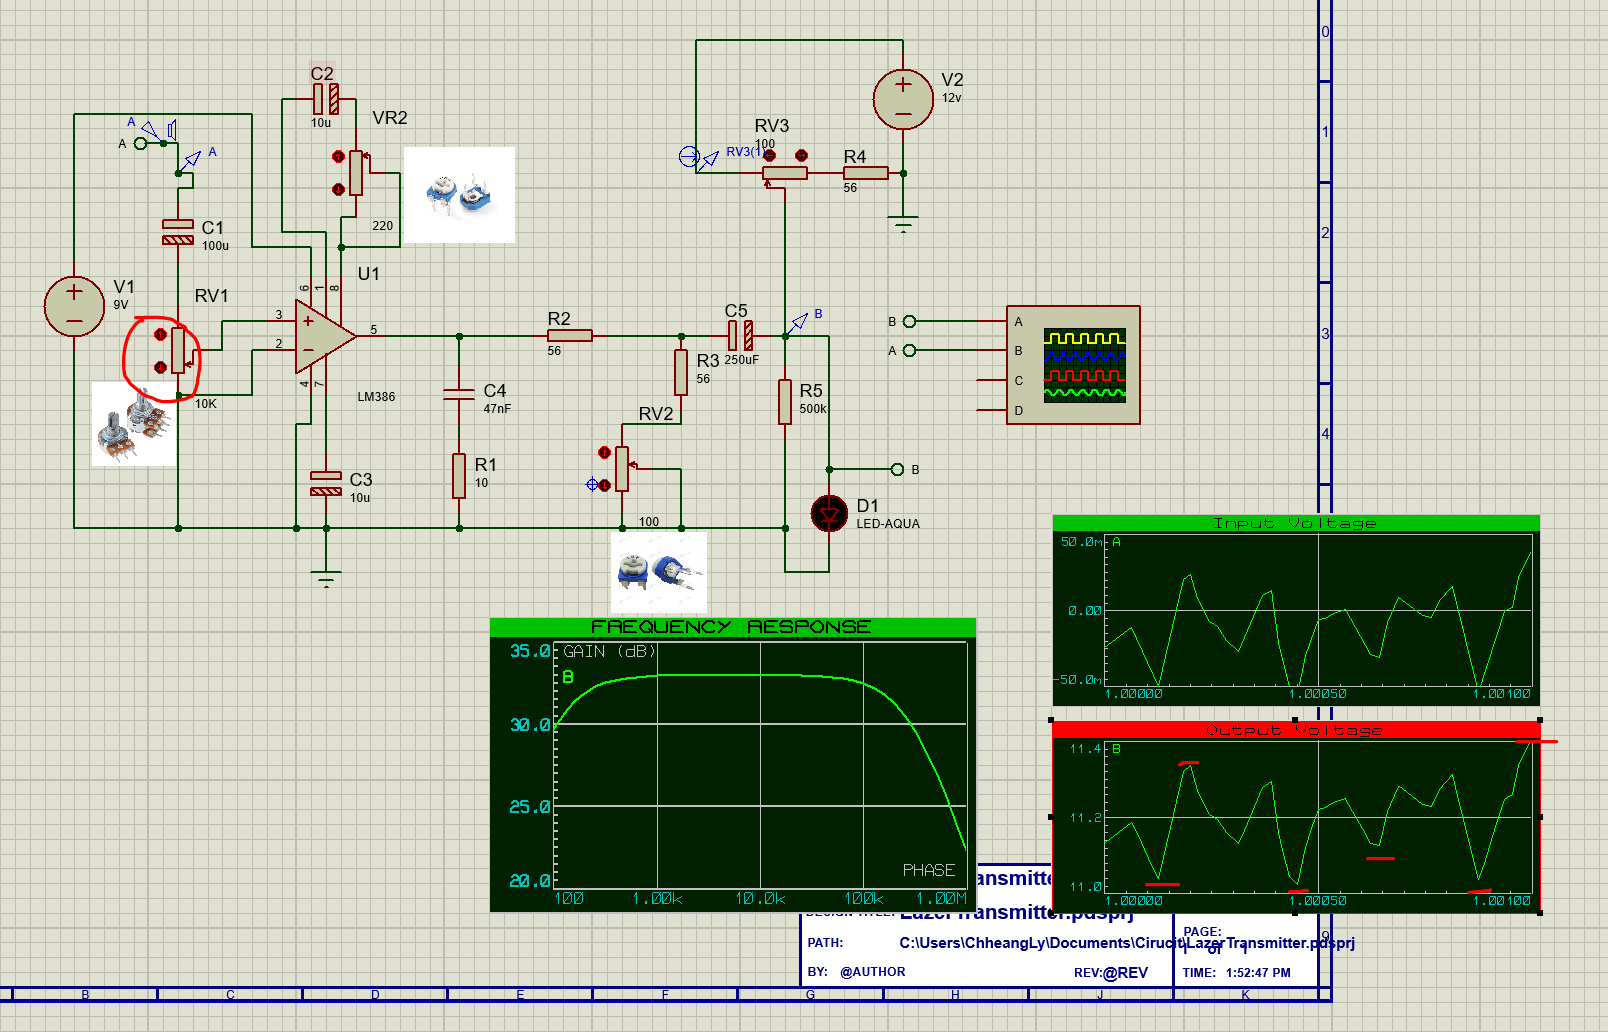 0
1
2
3
4
9
C2
10u
VR2
220
A
A
A
C1
100u
V1
9V
RV1
10K
U1
6
1
8
3
2
5
4
7
LM386
C3
10u
C4
47nF
R1
10
R2
56
R3
56
RV2
100
C5
250uF
B
R5
500k
B
D1
LED-AQUA
RV3
100
RV3(1)
R4
56
V2
12v
B
A
A
B
C
D
Input Voltage
50.0m
A
0.00
-50.0m
1.00000
1.00050
1.00100
Output Voltage
11.4
B
11.2
11.0
1.00000
1.00050
1.00100
FREQUENCY RESPONSE
35.0
GAIN (dB)
B
30.0
25.0
20.0
PHASE
100
1.00k
10.0k
100k
1.00M
ansmitte
DESIGN TITLE:
LazerTransmitter.pdsprj
PATH:
C:\Users\ChheangLy\Documents\Cirucit\LazerTransmitter.pdsprj
PAGE:
1 of 1
BY: @AUTHOR
REV:@REV
TIME: 1:52:47 PM
B
C
D
E
F
G
H
J
K